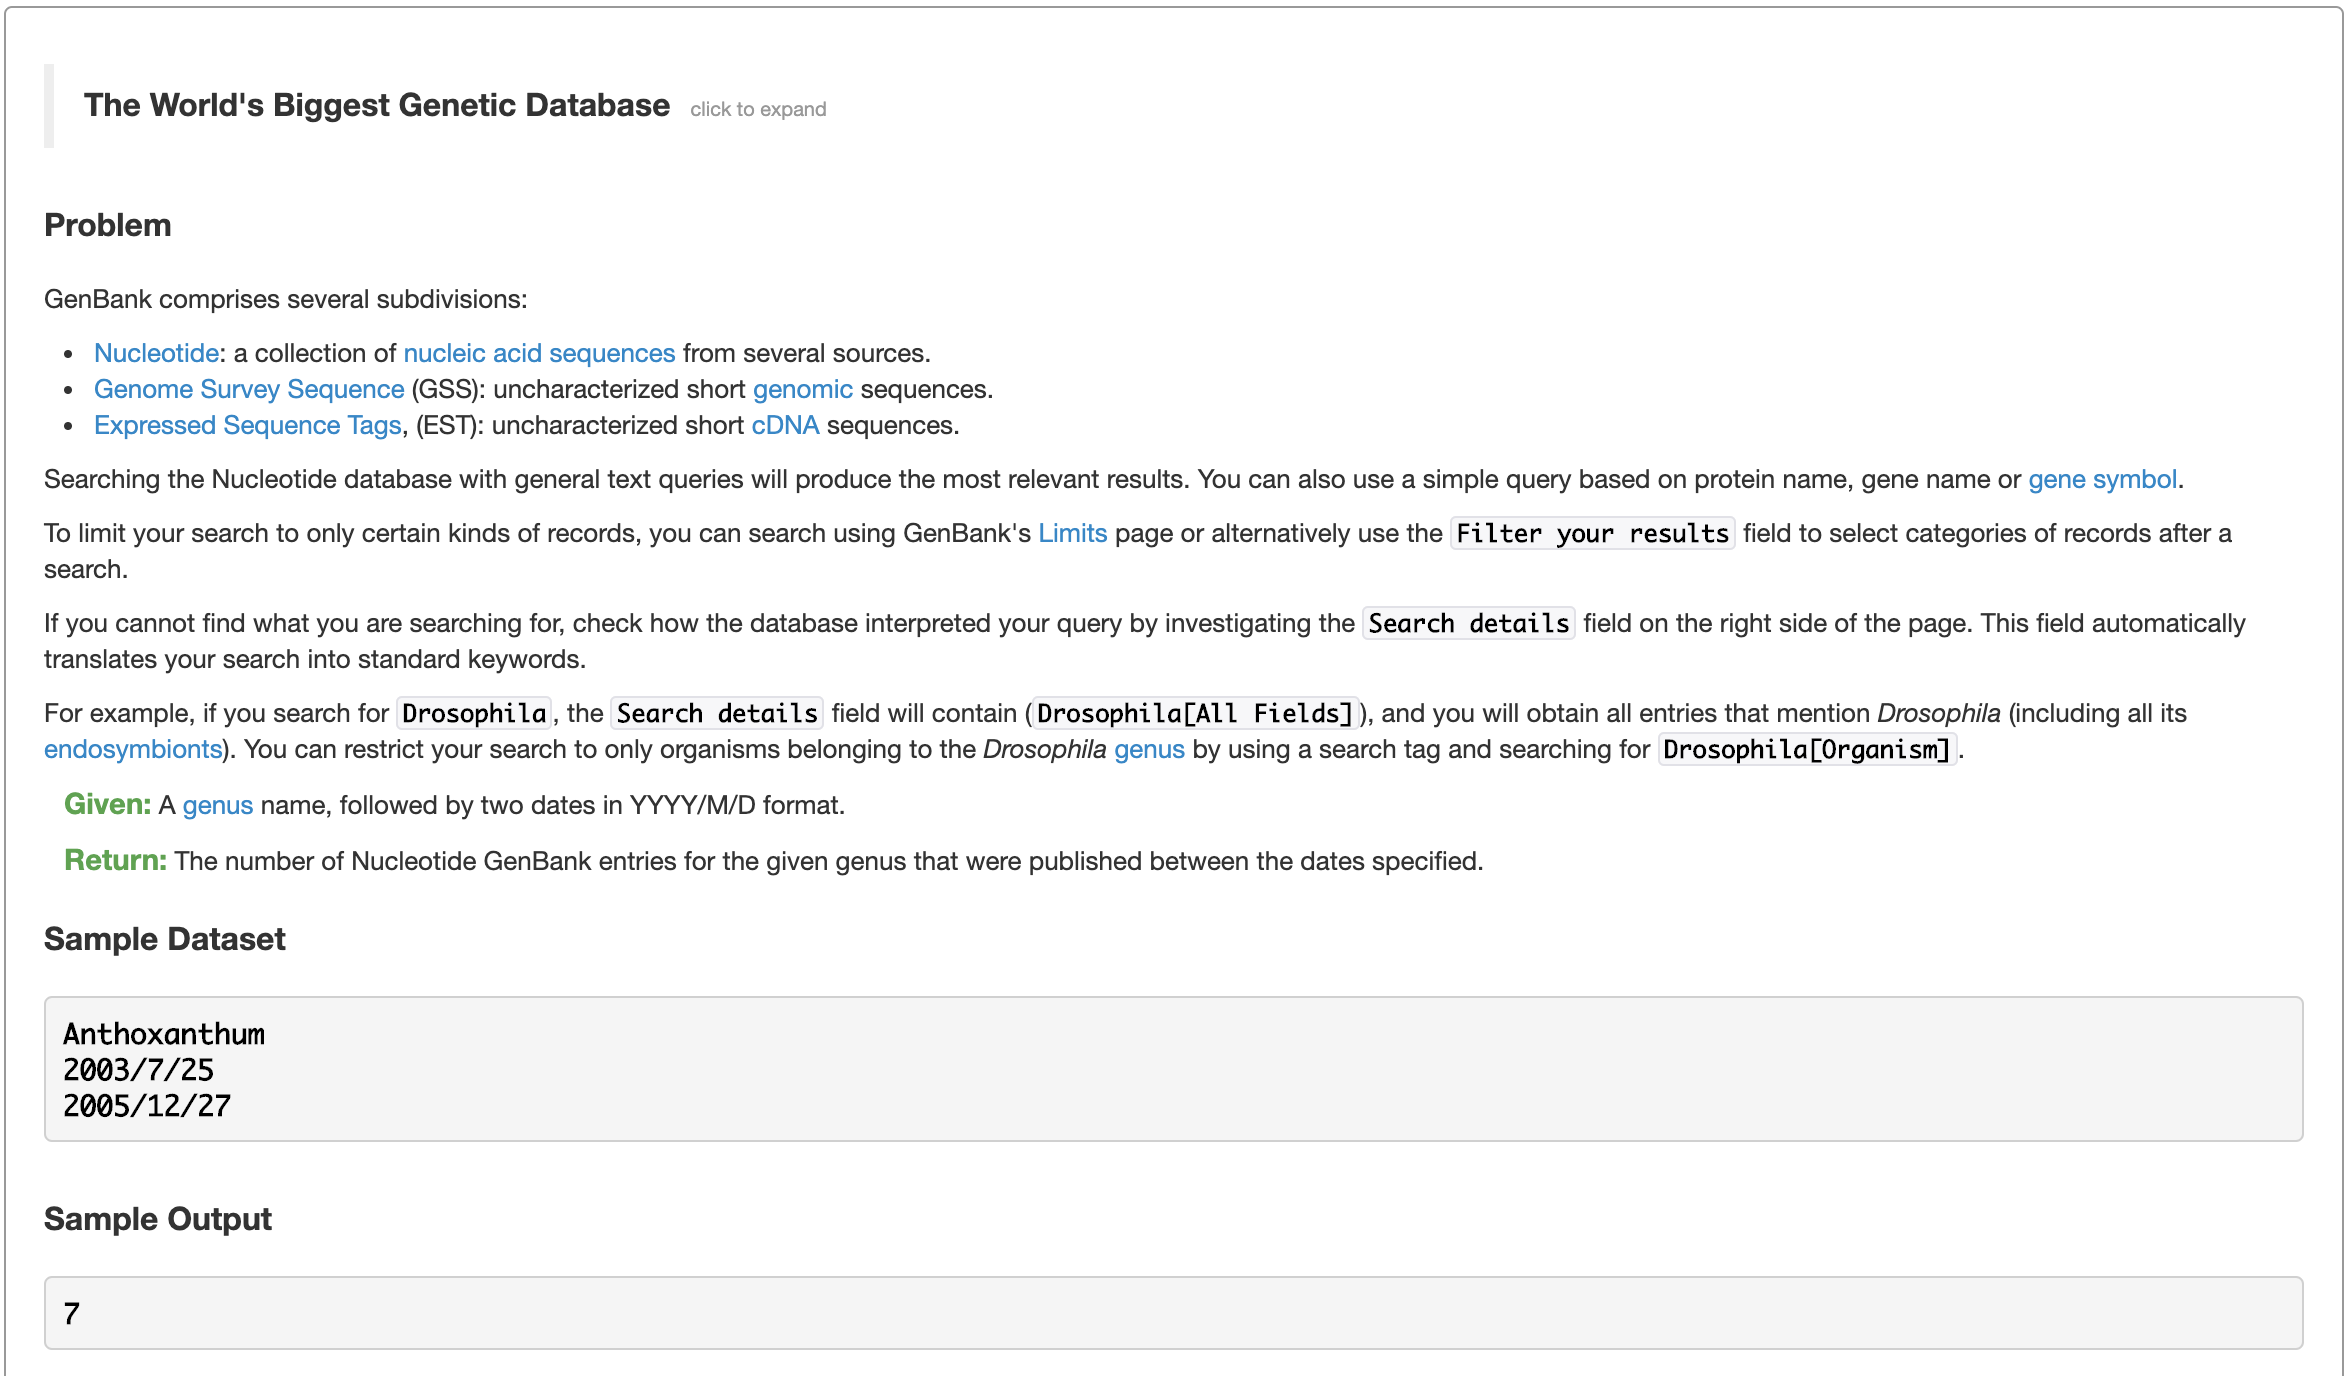 The World's Biggest Genetic Database click to expand
Problem
GenBank comprises several subdivisions:
• Nucleotide: a collection of nucleic acid sequences from several sources.
• Genome Survey Sequence (GSS): uncharacterized short genomic sequences.
• Expressed Sequence Tags, (EST): uncharacterized short cDNA sequences.
Searching the Nucleotide database with general text queries will produce the most relevant results. You can also use a simple query based on protein name, gene name or gene symbol.
To limit your search to only certain kinds of records, you can search using GenBank's Limits page or alternatively use the Filter your results field to select categories of records after a
search.
If you cannot find what you are searching for, check how the database interpreted your query by investigating the Search details field on the right side of the page. This field automatically
translates your search into standard keywords.
For example, if you search for Drosophila, the Search details field will contain (Drosophila[All Fields]), and you will obtain all entries that mention Drosophila (including all its
endosymbionts). You can restrict your search to only organisms belonging to the Drosophila genus by using a search tag and searching for Drosophila[Organism].
Given: A genus name, followed by two dates in YYYY/M/D format.
Return: The number of Nucleotide GenBank entries for the given genus that were published between the dates specified.
Sample Dataset
Anthoxanthum
2003/7/25
2005/12/27
Sample Output
7